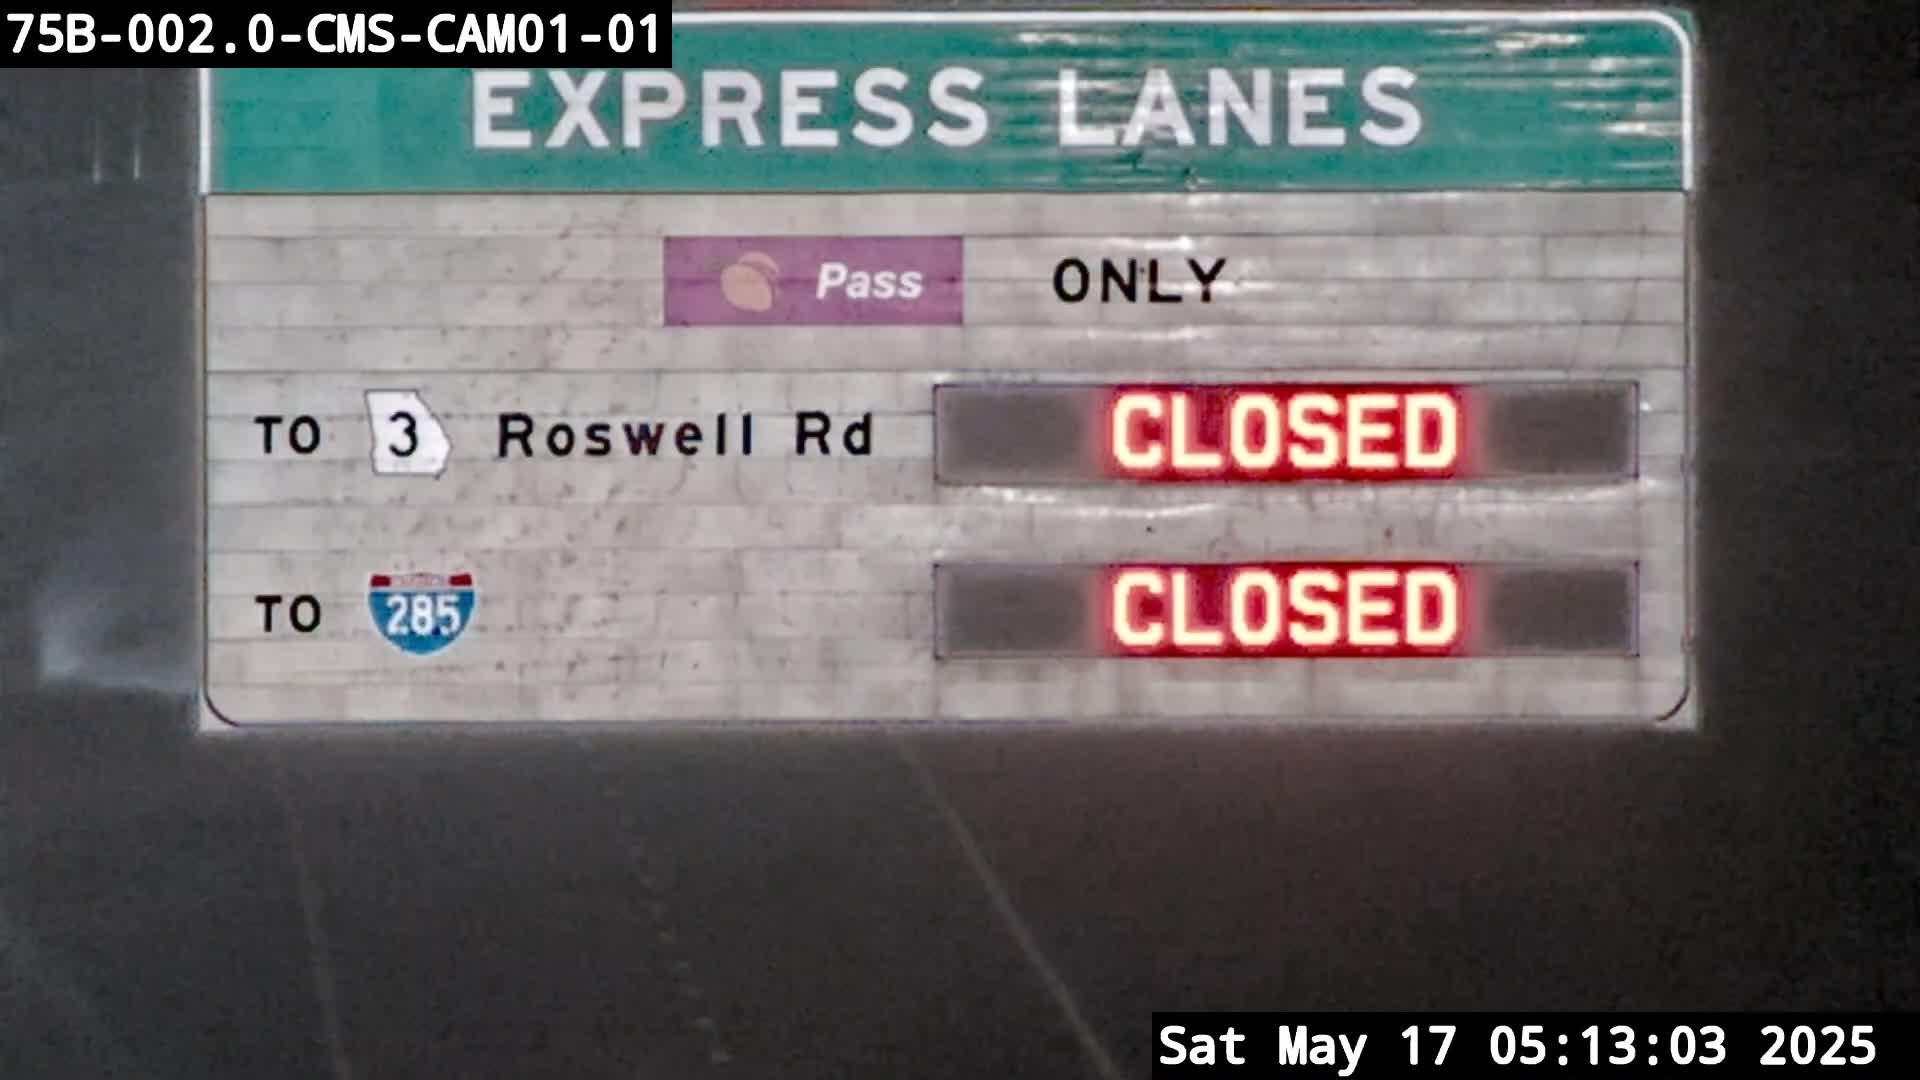 75B-002.0-CMS-CAM01-01
EXPRESS LANES
Pass ONLY
TO 3 Roswell Rd CLOSED
TO 285 CLOSED
Sat May 17 05:13:03 2025